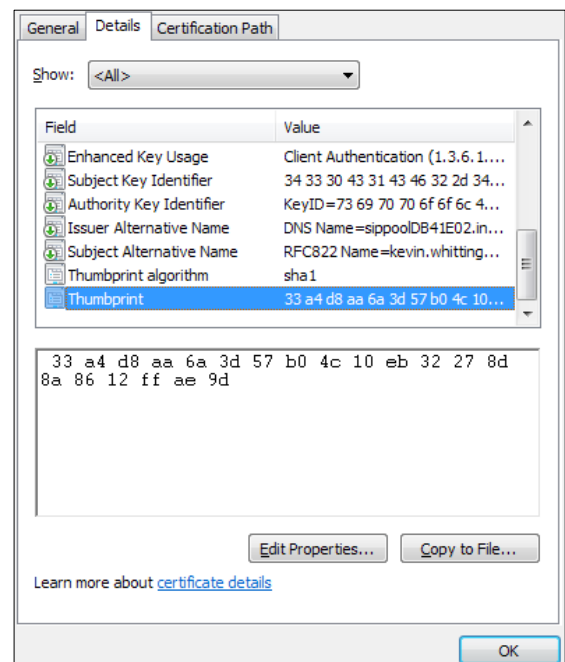 General Details Certification Path
Show: <All>
Field Value
Enhanced Key Usage Client Authentication (1.3.6.1....
Subject Key Identifier 34 33 30 43 31 43 46 32 2d 34...
Authority Key Identifier KeyID=73 69 70 70 6f 6f 6c 4...
Issuer Alternative Name DNS Name=sippoolDB41E02.in...
Subject Alternative Name RFC822 Name=kevin.whitting...
Thumbprint algorithm sha1
Thumbprint 33 a4 d8 aa 6a 3d 57 b0 4c 10...
33 a4 d8 aa 6a 3d 57 b0 4c 10 eb 32 27 8d
8a 86 12 ff ae 9d
Edit Properties... Copy to File...
Learn more about certificate details
OK